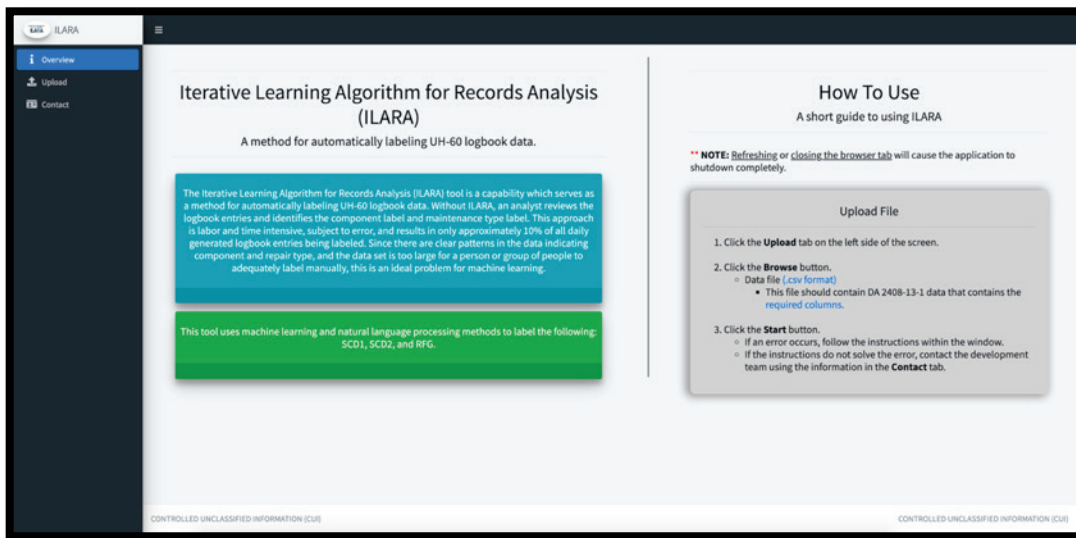 ILARA
Overview
Upload
Contact
Iterative Learning Algorithm for Records Analysis
(ILARA)
A method for automatically labeling UH-60 logbook data.
The Iterative Learning Algorithm for Records Analysis (ILARA) tool is a capability which serves as
a method for automatically labeling UH-60 logbook data. Without ILARA, an analyst reviews the
logbook entries and identifies the component label and maintenance type label. This approach
is labor and time intensive, subject to error, and results in only approximately 10% of all daily
generated logbook entries being labeled. Since there are clear patterns in the data indicating
component and repair type, and the data set is too large for a person or group of people to
adequately label manually, this is an ideal problem for machine learning.
This tool uses machine learning and natural language processing methods to label the following:
SCD1, SCD2, and RFG.
How To Use
A short guide to using ILARA
** NOTE: Refreshing or closing the browser tab will cause the application to
shutdown completely.
Upload File
1. Click the Upload tab on the left side of the screen.
2. Click the Browse button.
Data file (.csv format)
This file should contain DA 2408-13-1 data that contains the
required columns.
3. Click the Start button.
If an error occurs, follow the instructions within the window.
If the instructions do not solve the error, contact the development
team using the information in the Contact tab.
CONTROLLED UNCLASSIFIED INFORMATION (CUI)
CONTROLLED UNCLASSIFIED INFORMATION (CUI)